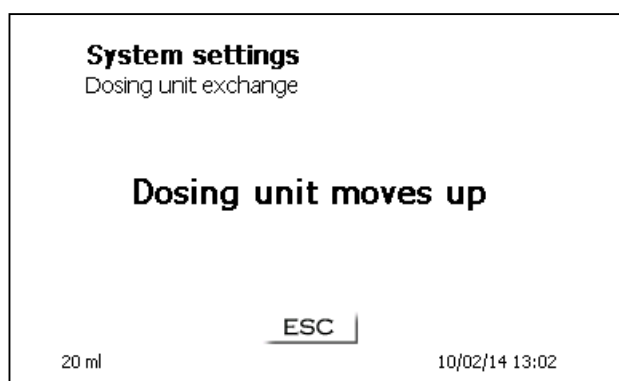 System settings
Dosing unit exchange
Dosing unit moves up
ESC
20 ml 10/02/14 13:02